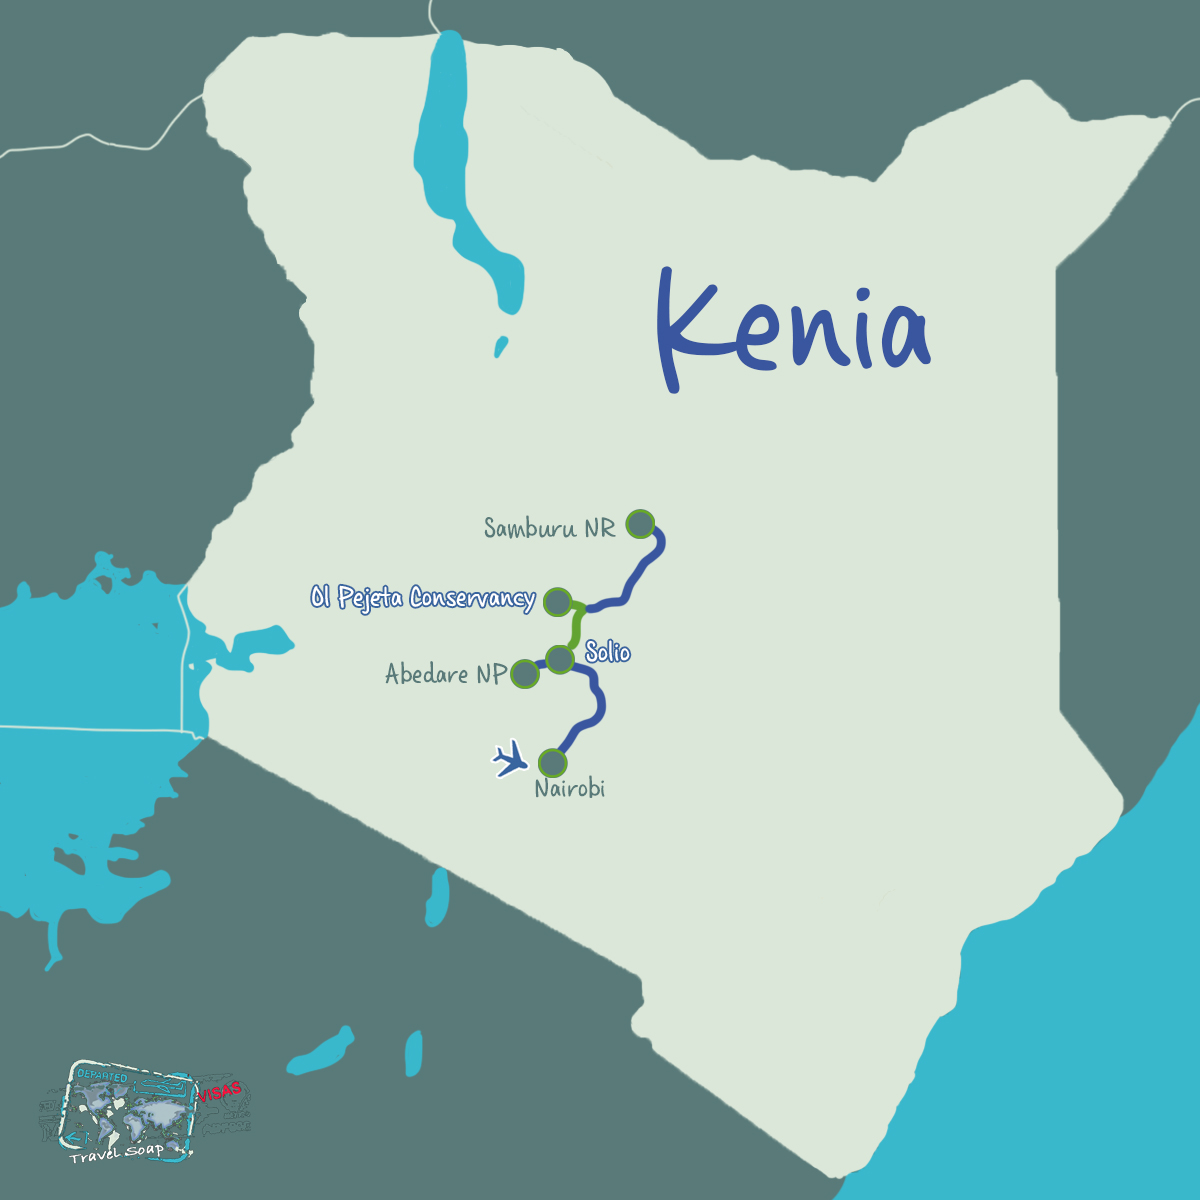 Kenia
Samburu NR
Ol Pejeta Conservancy
Solio
Abedare NP
Nairobi
DEPARTED
VISAS
Travel Soap